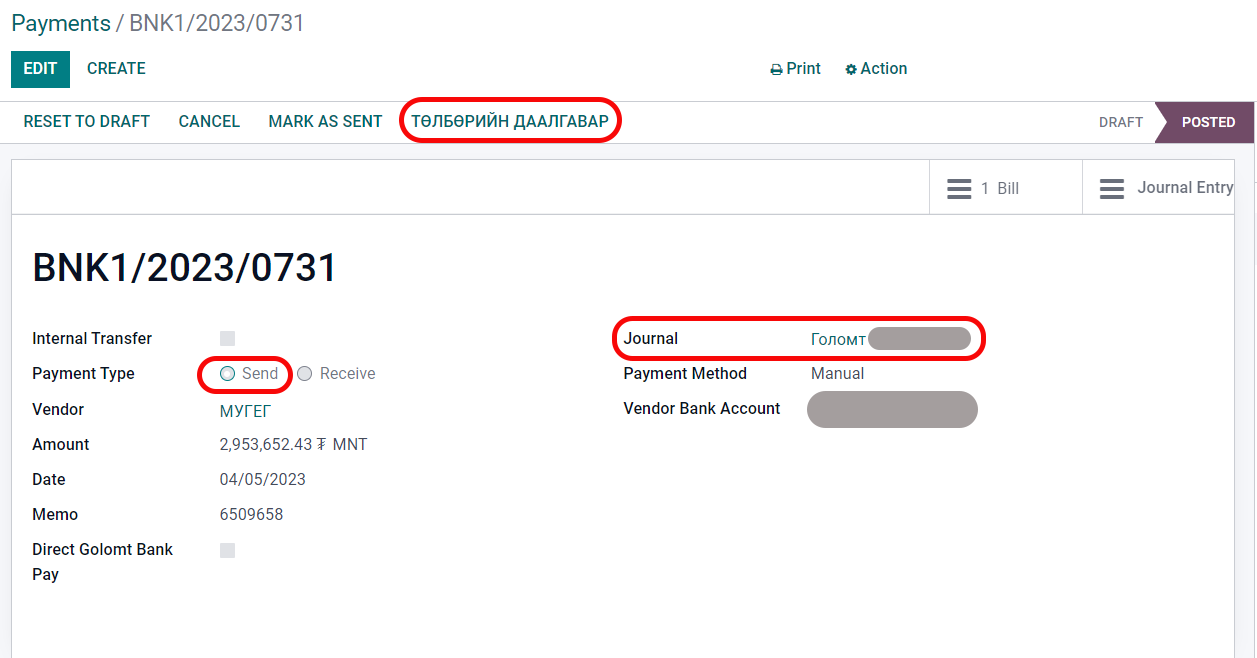 Payments / BNK1/2023/0731
EDIT CREATE Print Action
RESET TO DRAFT CANCEL MARK AS SENT ТӨЛБӨРИЙН ДААЛГАВАР DRAFT POSTED
1 Bill Journal Entry
BNK1/2023/0731
Internal Transfer
Journal Голомт
Payment Type Send Receive
Payment Method Manual
Vendor МУГЕГ
Vendor Bank Account
Amount 2,953,652.43 ₮ MNT
Date 04/05/2023
Memo 6509658
Direct Golomt Bank
Pay